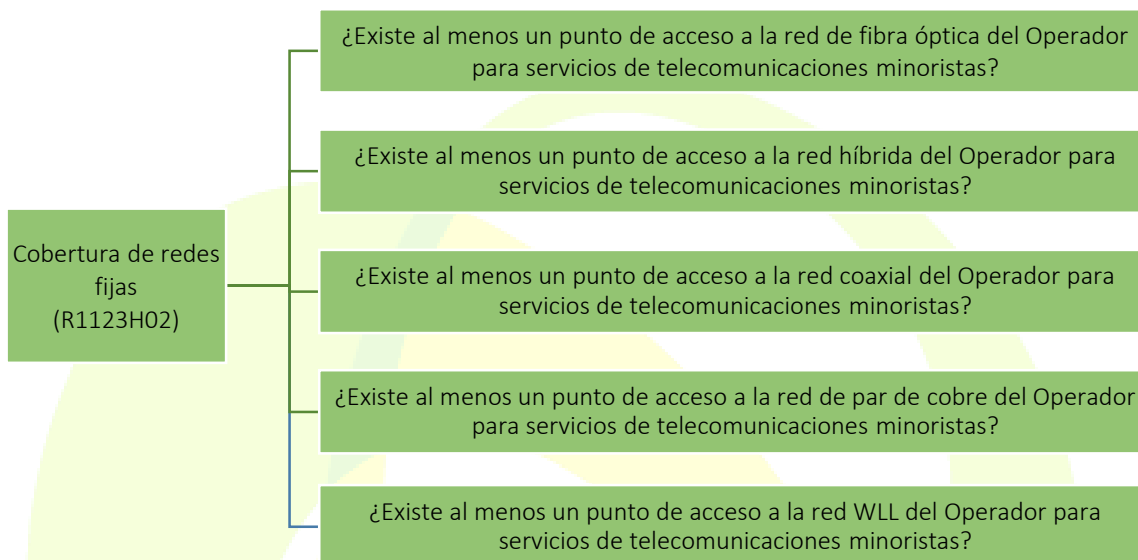 Cobertura de redes
fijas
(R1123H02)
¿Existe al menos un punto de acceso a la red de fibra óptica del Operador
para servicios de telecomunicaciones minoristas?
¿Existe al menos un punto de acceso a la red híbrida del Operador para
servicios de telecomunicaciones minoristas?
¿Existe al menos un punto de acceso a la red coaxial del Operador para
servicios de telecomunicaciones minoristas?
¿Existe al menos un punto de acceso a la red de par de cobre del Operador
para servicios de telecomunicaciones minoristas?
¿Existe al menos un punto de acceso a la red WLL del Operador para
servicios de telecomunicaciones minoristas?